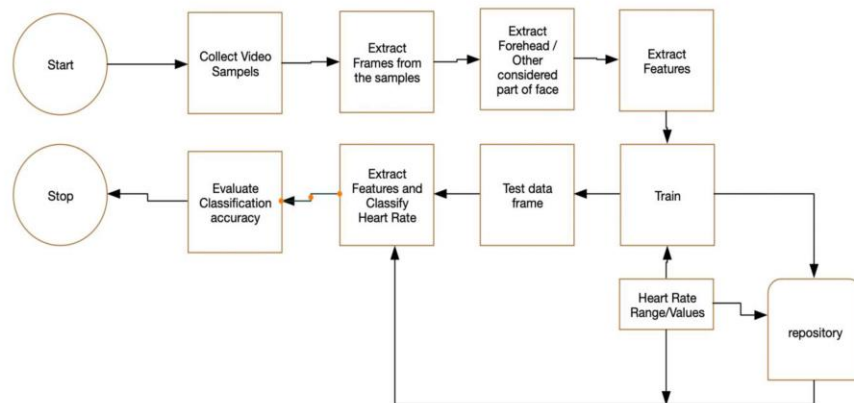 Start
Collect Video
Sampels
Extract
Frames from
the samples
Extract
Forehead /
Other
considered
part of face
Extract
Features
Stop
Evaluate
Classification
accuracy
Extract
Features and
Classify
Heart Rate
Test data
frame
Train
Heart Rate
Range/Values
repository